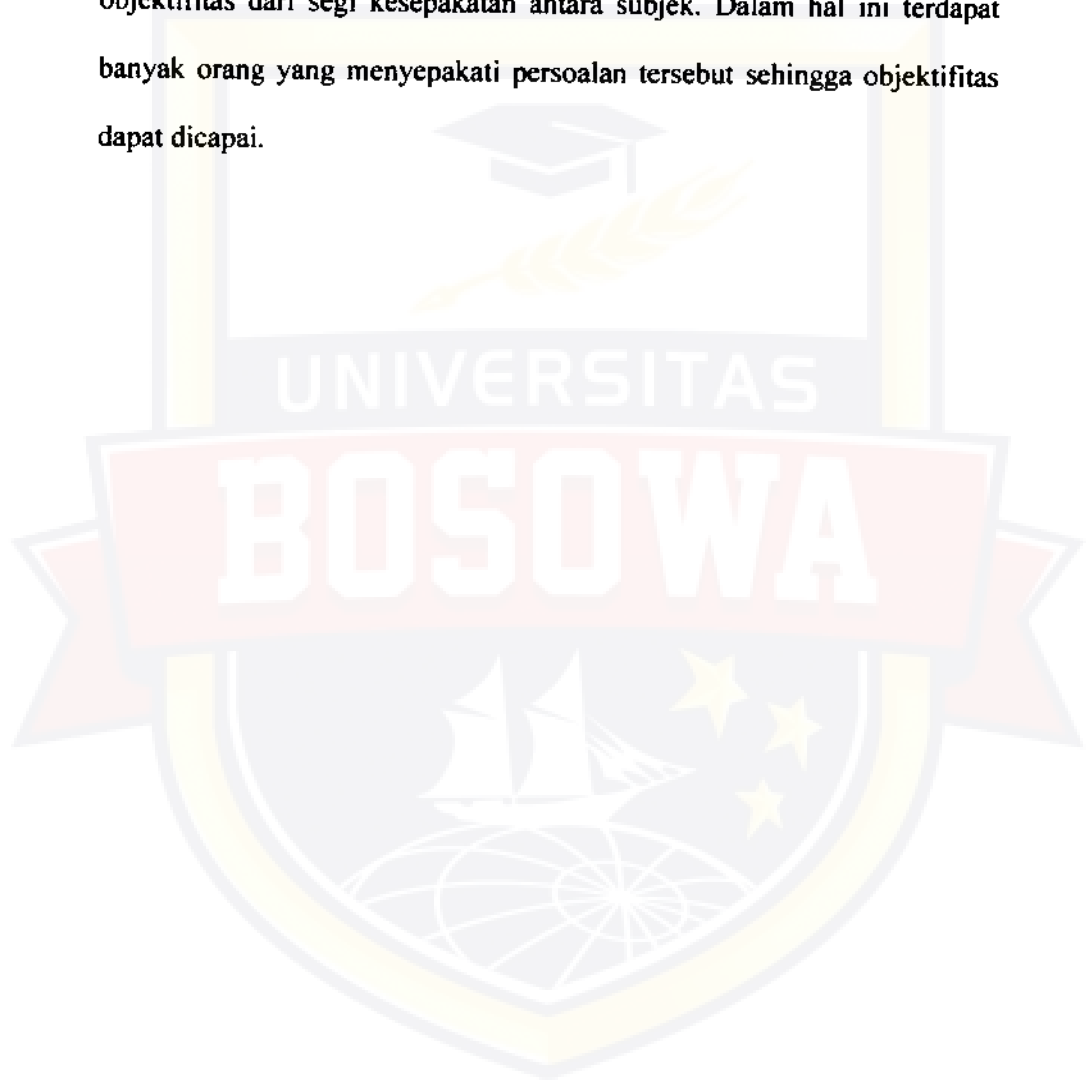 objektifitas dari segi kesepakatan antara subjek. Dalam hal ini terdapat
banyak orang yang menyepakati persoalan tersebut sehingga objektifitas
dapat dicapai.
UNIVERSITAS
BOSOWA